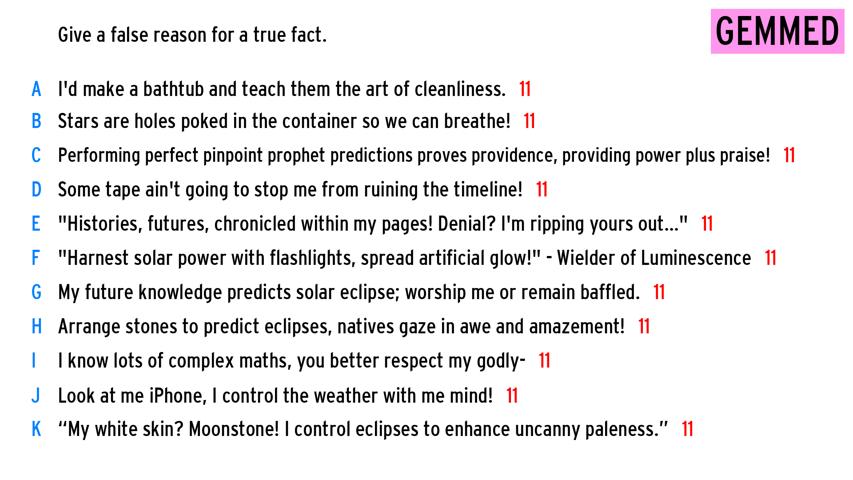 Give a false reason for a true fact.
GEMMED
A I'd make a bathtub and teach them the art of cleanliness. 11
B Stars are holes poked in the container so we can breathe! 11
C Performing perfect pinpoint prophet predictions proves providence, providing power plus praise! 11
D Some tape ain't going to stop me from ruining the timeline! 11
E "Histories, futures, chronicled within my pages! Denial? I'm ripping yours out..." 11
F "Harnest solar power with flashlights, spread artificial glow!" - Wielder of Luminescence 11
G My future knowledge predicts solar eclipse; worship me or remain baffled. 11
H Arrange stones to predict eclipses, natives gaze in awe and amazement! 11
I I know lots of complex maths, you better respect my godly- 11
J Look at me iPhone, I control the weather with me mind! 11
K “My white skin? Moonstone! I control eclipses to enhance uncanny paleness.” 11